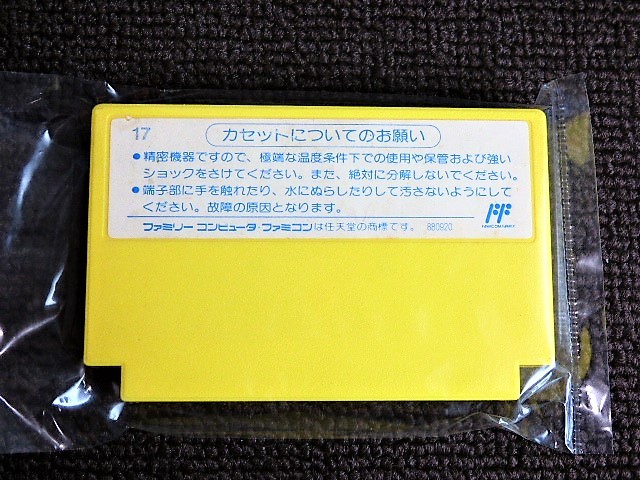 17
カセットについてのお願い
●精密機器ですので、極端な温度条件下での使用や保管および強い
ショックをさけてください。また、絶対に分解しないでください。
●端子部に手を触れたり、水にぬらしたりして汚さないようにして
ください。故障の原因となります。
ファミリーコンピュータ・ファミコンは任天堂の商標です。 880920
FAMICOM FAMILY